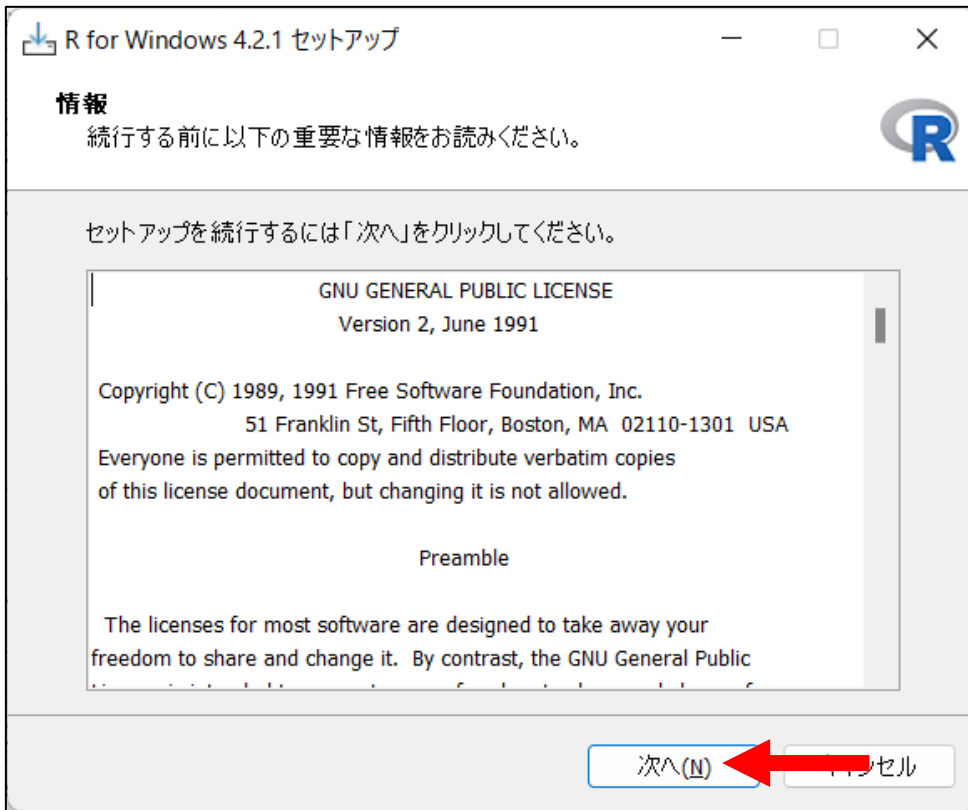 R for Windows 4.2.1 セットアップ
情報
続行する前に以下の重要な情報をお読みください。
R
セットアップを続行するには「次へ」をクリックしてください。
GNU GENERAL PUBLIC LICENSE
Version 2, June 1991
Copyright (C) 1989, 1991 Free Software Foundation, Inc.
51 Franklin St, Fifth Floor, Boston, MA 02110-1301 USA
Everyone is permitted to copy and distribute verbatim copies
of this license document, but changing it is not allowed.
Preamble
The licenses for most software are designed to take away your
freedom to share and change it. By contrast, the GNU General Public
次へ(N)